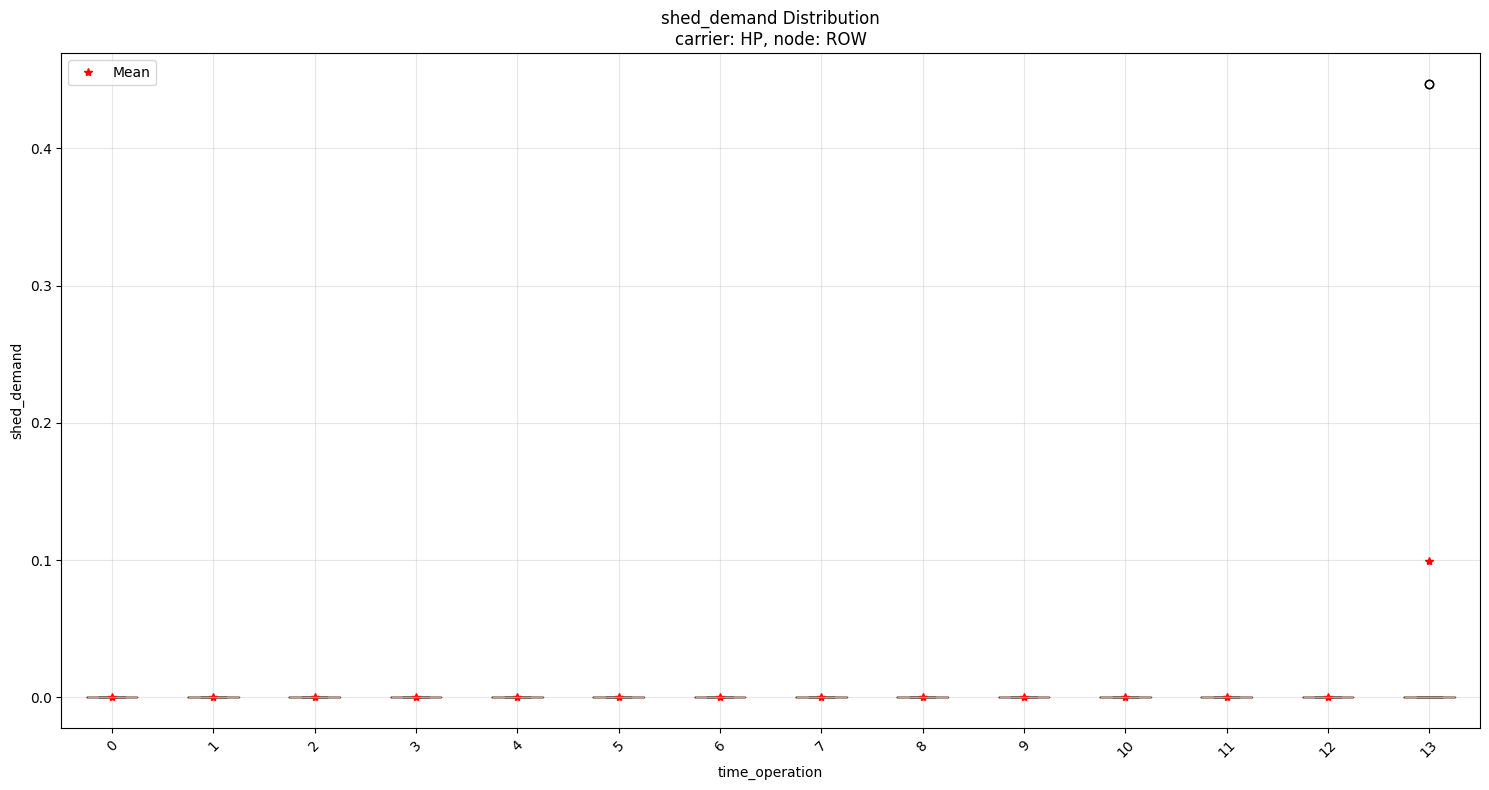 shed_demand Distribution
carrier: HP, node: ROW
Mean
shed_demand
0.4
0.3
0.2
0.1
0.0
0 1 2 3 4 5 6 7 8 9 10 11 12 13
time_operation